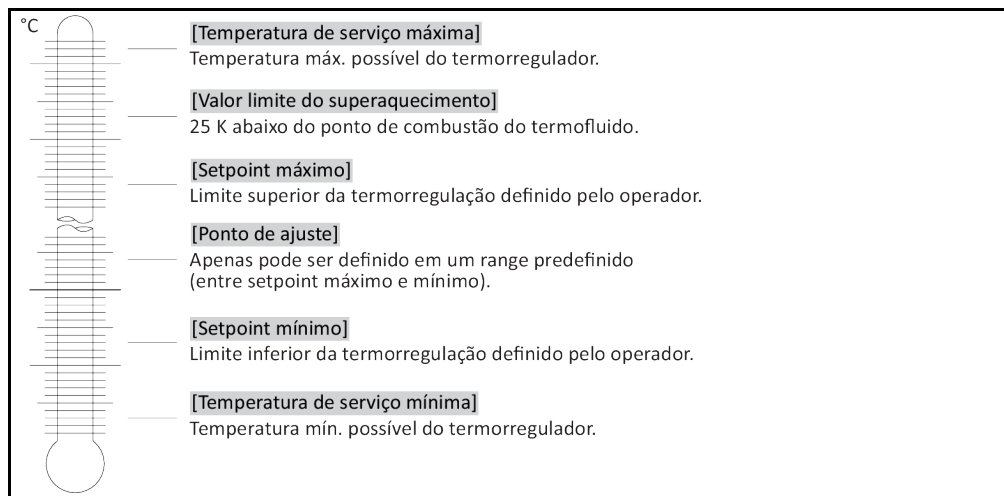 °C
[Temperatura de serviço máxima]
Temperatura máx. possível do termorregulador.
[Valor limite do superaquecimento]
25 K abaixo do ponto de combustão do termofluido.
[Setpoint máximo]
Limite superior da termorregulação definido pelo operador.
[Ponto de ajuste]
Apenas pode ser definido em um range predefinido
(entre setpoint máximo e mínimo).
[Setpoint mínimo]
Limite inferior da termorregulação definido pelo operador.
[Temperatura de serviço mínima]
Temperatura mín. possível do termorregulador.